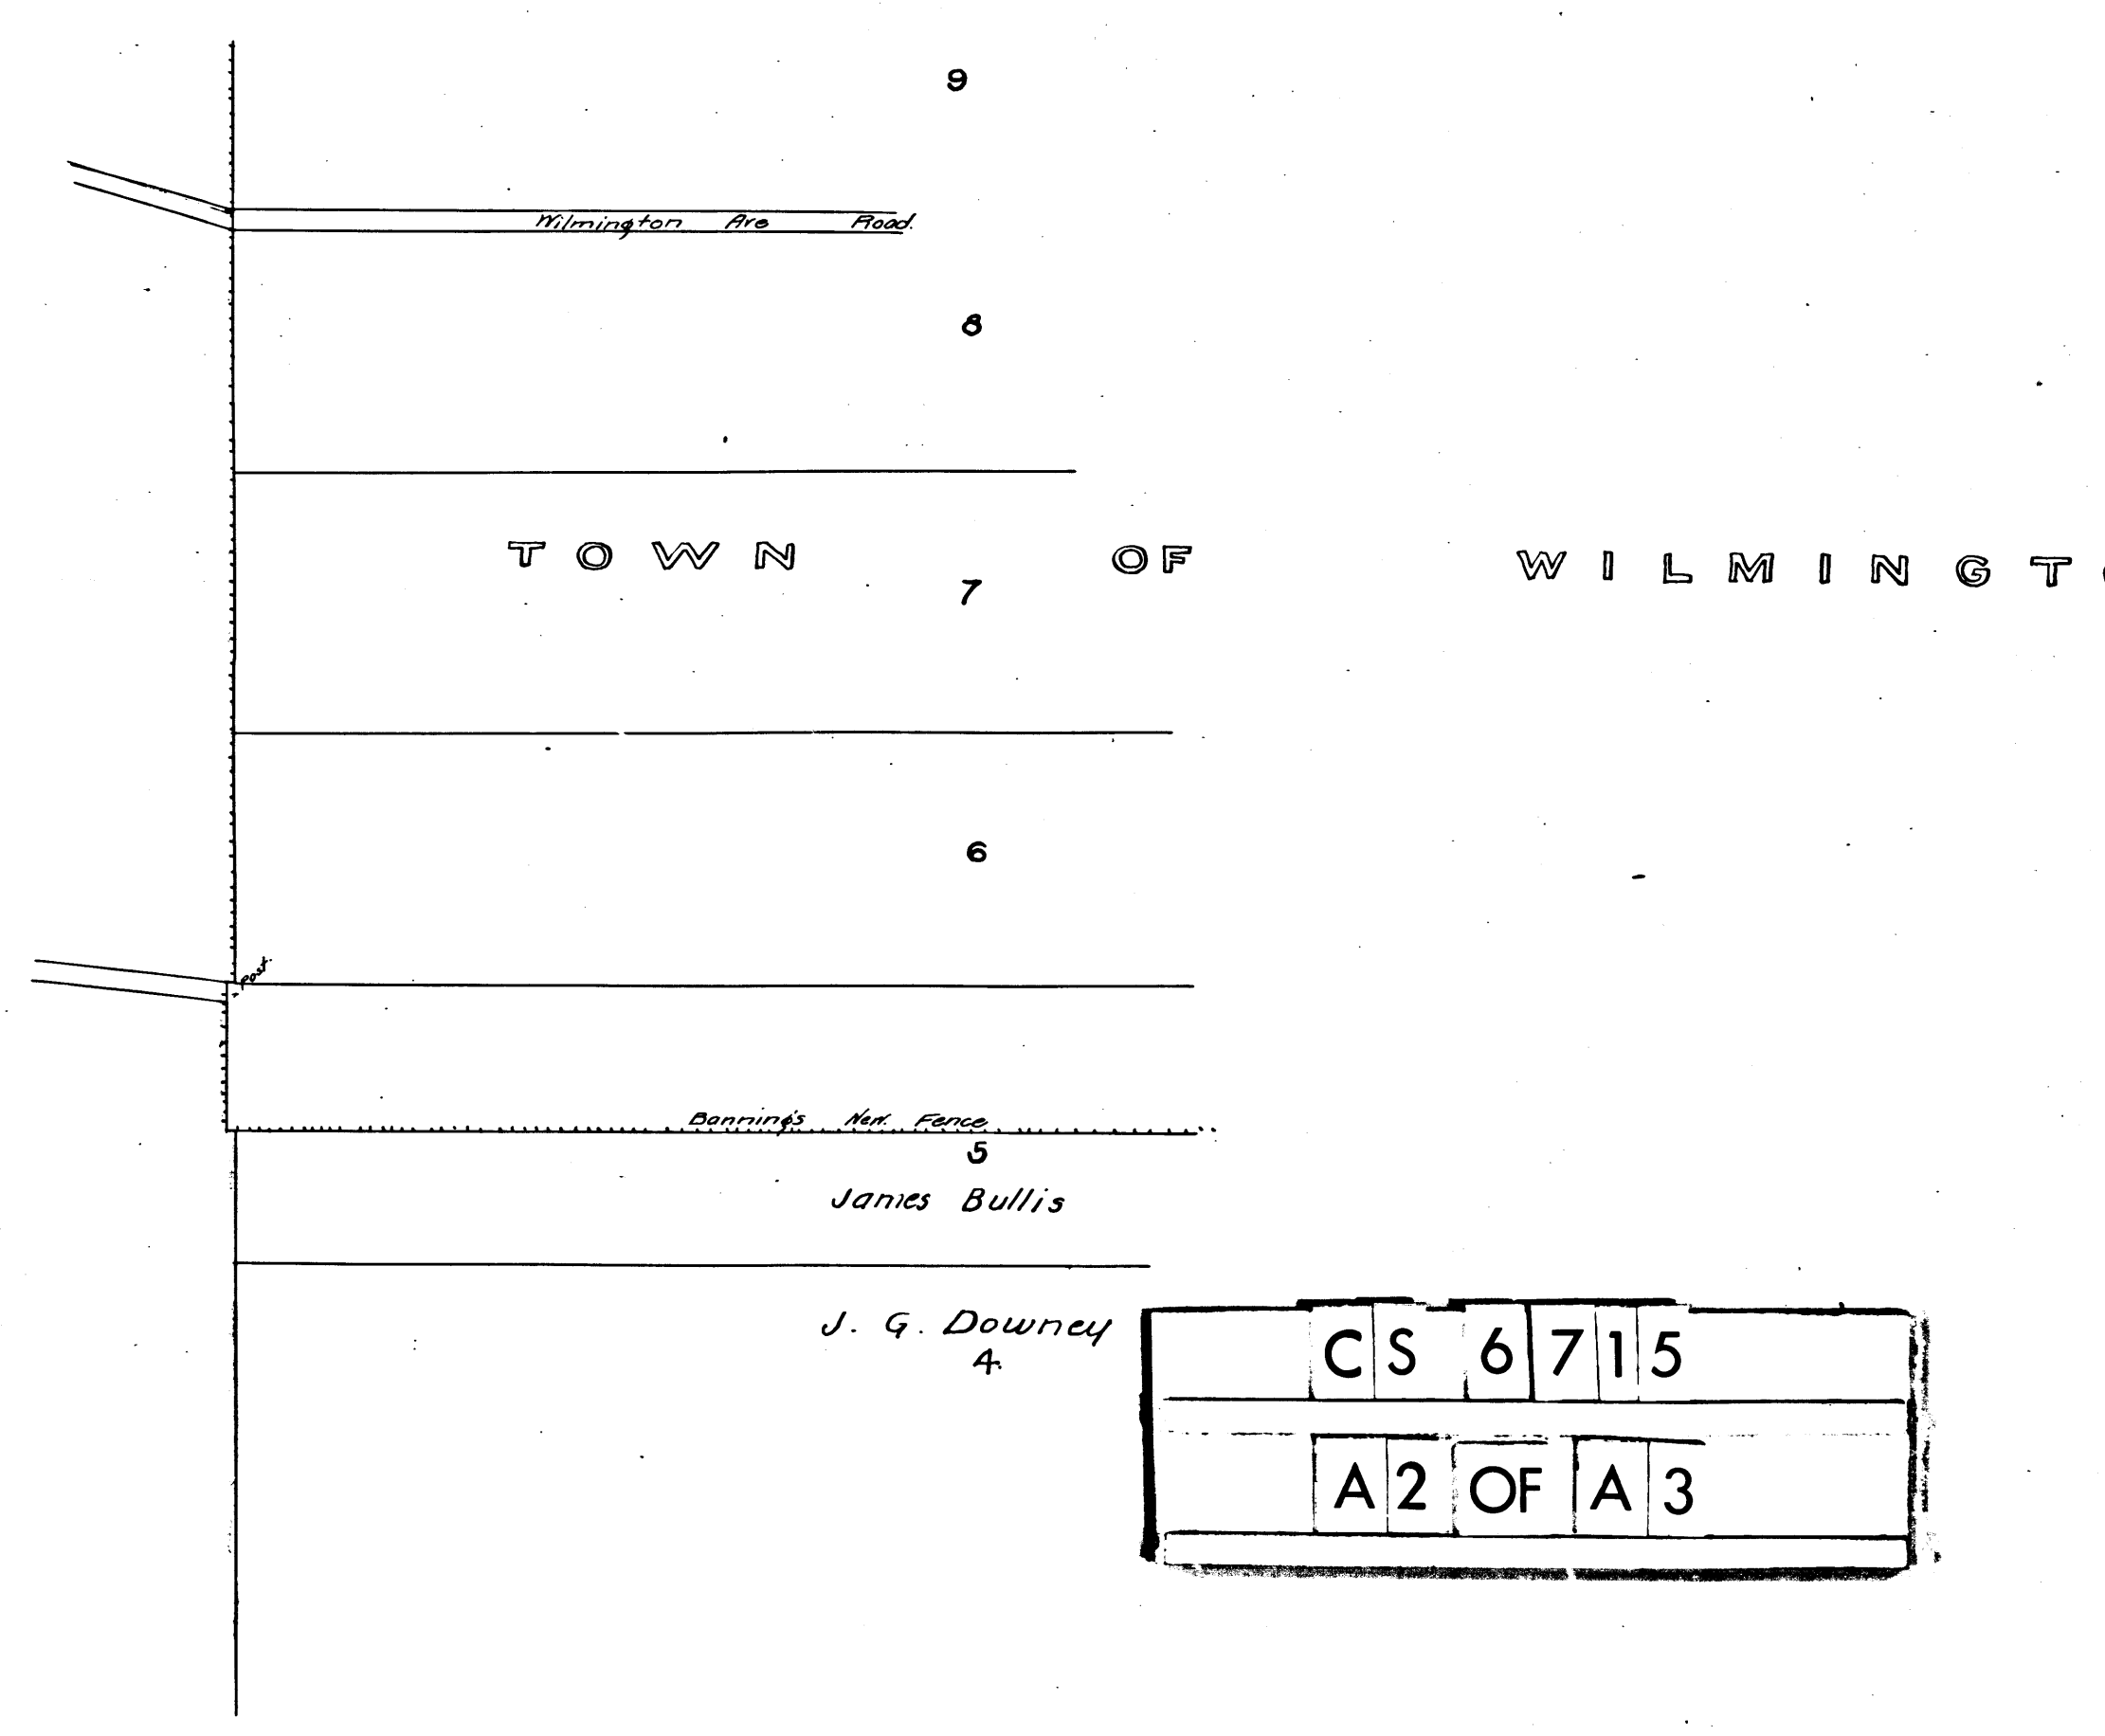 9
Wilmington Ave Road.
8
TOWN OF WILMINGT
7
6
Post.
Banning's New. Fence
5
James Bullis
J. G. Downey
4.
CS 6715
A2 OF A3